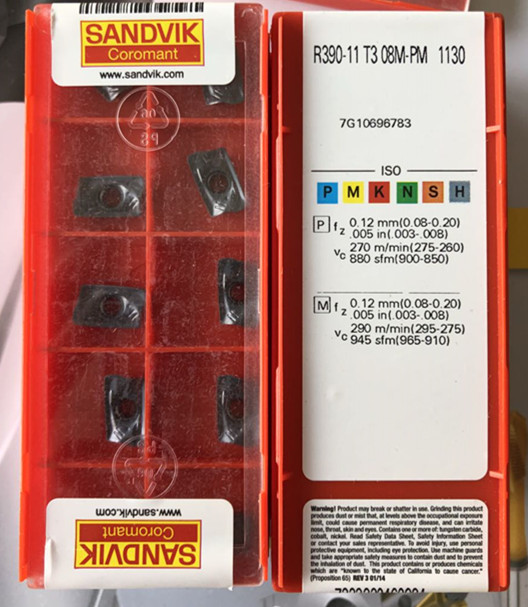 SANDVIK
Coromant
www.sandvik.com
www.sandvik.com
Coromant
SANDVIK
R390-11 T3 08M-PM 1130
7G10696783
ISO
P M K N S H
P fz 0.12 mm(0.08-0.20)
.005 in(.003-.008)
vc 270 m/min(275-260)
880 sfm(900-850)
M fz 0.12 mm(0.08-0.20)
.005 in(.003-.008)
vc 290 m/min(295-275)
945 sfm(965-910)
Warning! Product may break or shatter in use. Grinding this product
produces dust or mist that, at levels above the occupational exposure
limit, could cause permanent respiratory disease, and can irritate
nose, throat, skin and eyes. Contains one or more of: tungsten carbide,
cobalt, nickel. Read Safety Data Sheet, Safety Information Sheet
or contact your sales representative. To avoid injury, use personal
protective equipment, including eye protection. Use machine guards
and take appropriate safety measures to contain dust and to prevent
the inhalation of dust. This product contains or produces chemicals
which are "known to the state of California to cause cancer."
(Proposition 65) REV 3 01/14